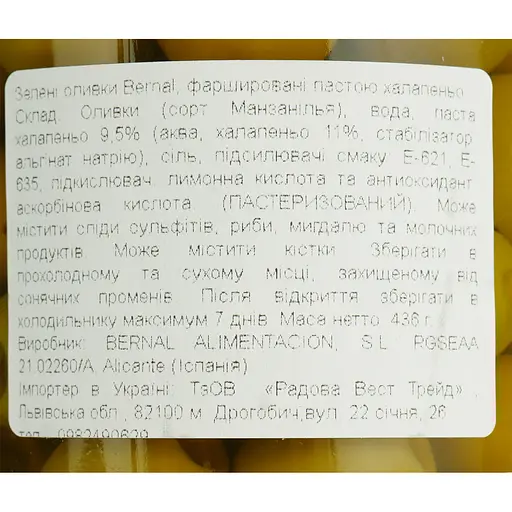 Зелені оливки Bernal, фаршировані пастою халапеньо
Склад: Оливки (сорт Манзанілья), вода, паста
халапеньо 9,5% (аква, халапеньо 11%, стабілізатор
альгінат натрію), сіль, підсилювачі смаку: Е-621, Е-
635, підкислювач: лимонна кислота та антиоксидант:
аскорбінова кислота (ПАСТЕРИЗОВАНИЙ). Може
містити сліди сульфітів, риби, мигдалю та молочних
продуктів. Може містити кістки. Зберігати в
прохолодному та сухому місці, захищеному від
сонячних променів. Після відкриття зберігати в
холодильнику максимум 7 днів. Маса нетто: 436 г.
Виробник: BERNAL ALIMENTACION, S.L. RGSEAA
21.02260/A. Alicante (Іспанія)
Імпортер в Україні: ТзОВ «Радова Вест Трейд» ,
Львівська обл., 82100 м. Дрогобич,вул. 22 січня, 26
тел.: 0982490629